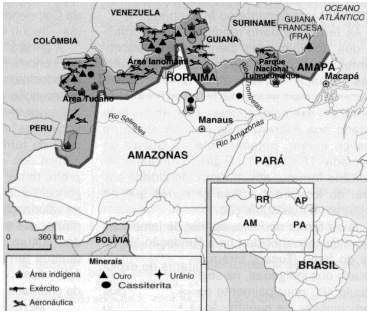 OCEANO
ATLÂNTICO
VENEZUELA
SURINAME
GUIANA
FRANCESA
(FRA)
COLÔMBIA
GUIANA
Área Ianomâmi
Parque
Nacional
Tumucumaque
AMAPÁ
RORAIMA
Macapá
Área Tucano
Rio Trombetas
PERU
Rio Solimões
Manaus
Rio Amazonas
AMAZONAS
PARÁ
0 360 km
BOLÍVIA
RR
AP
AM
PA
BRASIL
Minerais
Área indígena
Ouro
Urânio
Exército
Cassiterita
Aeronáutica